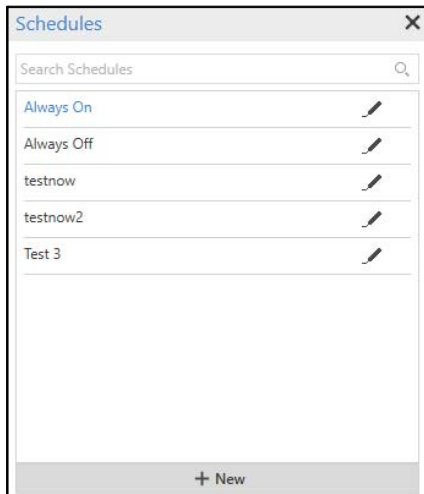 Schedules
Search Schedules
Always On
Always Off
testnow
testnow2
Test 3
+ New